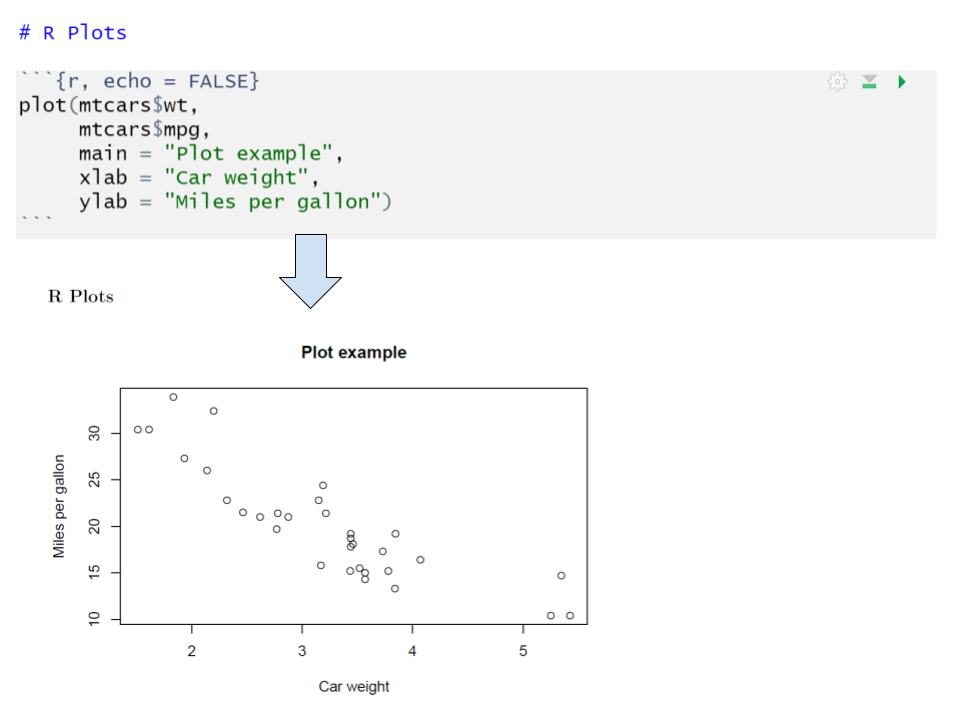 # R Plots
```{r, echo = FALSE}
plot(mtcars$wt,
     mtcars$mpg,
     main = "Plot example",
     xlab = "Car weight",
     ylab = "Miles per gallon")
```
R Plots
Plot example
Miles per gallon
30
25
20
15
10
2 3 4 5
Car weight